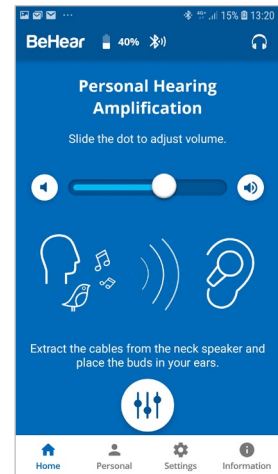 15% 13:20
BeHear 40%
Personal Hearing
Amplification
Slide the dot to adjust volume.
Extract the cables from the neck speaker and
place the buds in your ears.
Home Personal Settings Information